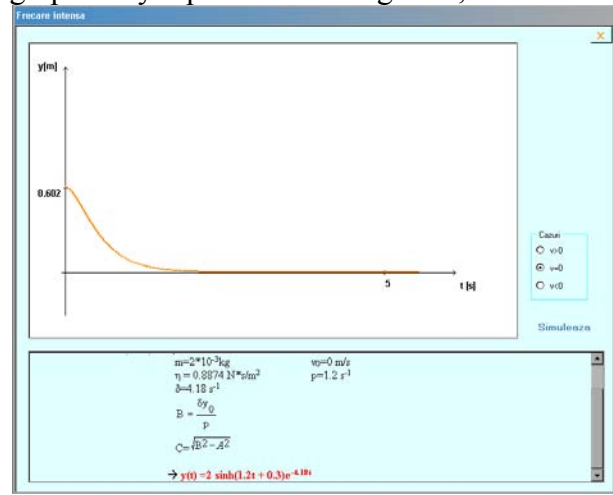 Frecare intensa
x
y[m]
0.602
5
t [s]
Cazuri
v>0
v=0
v<0
Simuleaza
m=2*10-3kg v0=0 m/s
η = 0.8874 N*s/m2 p=1.2 s-1
δ=4.18 s-1
B = δy0 / p
C=√B2 − A2
→ y(t) =2 sinh(1.2t + 0.3)e-4.18t